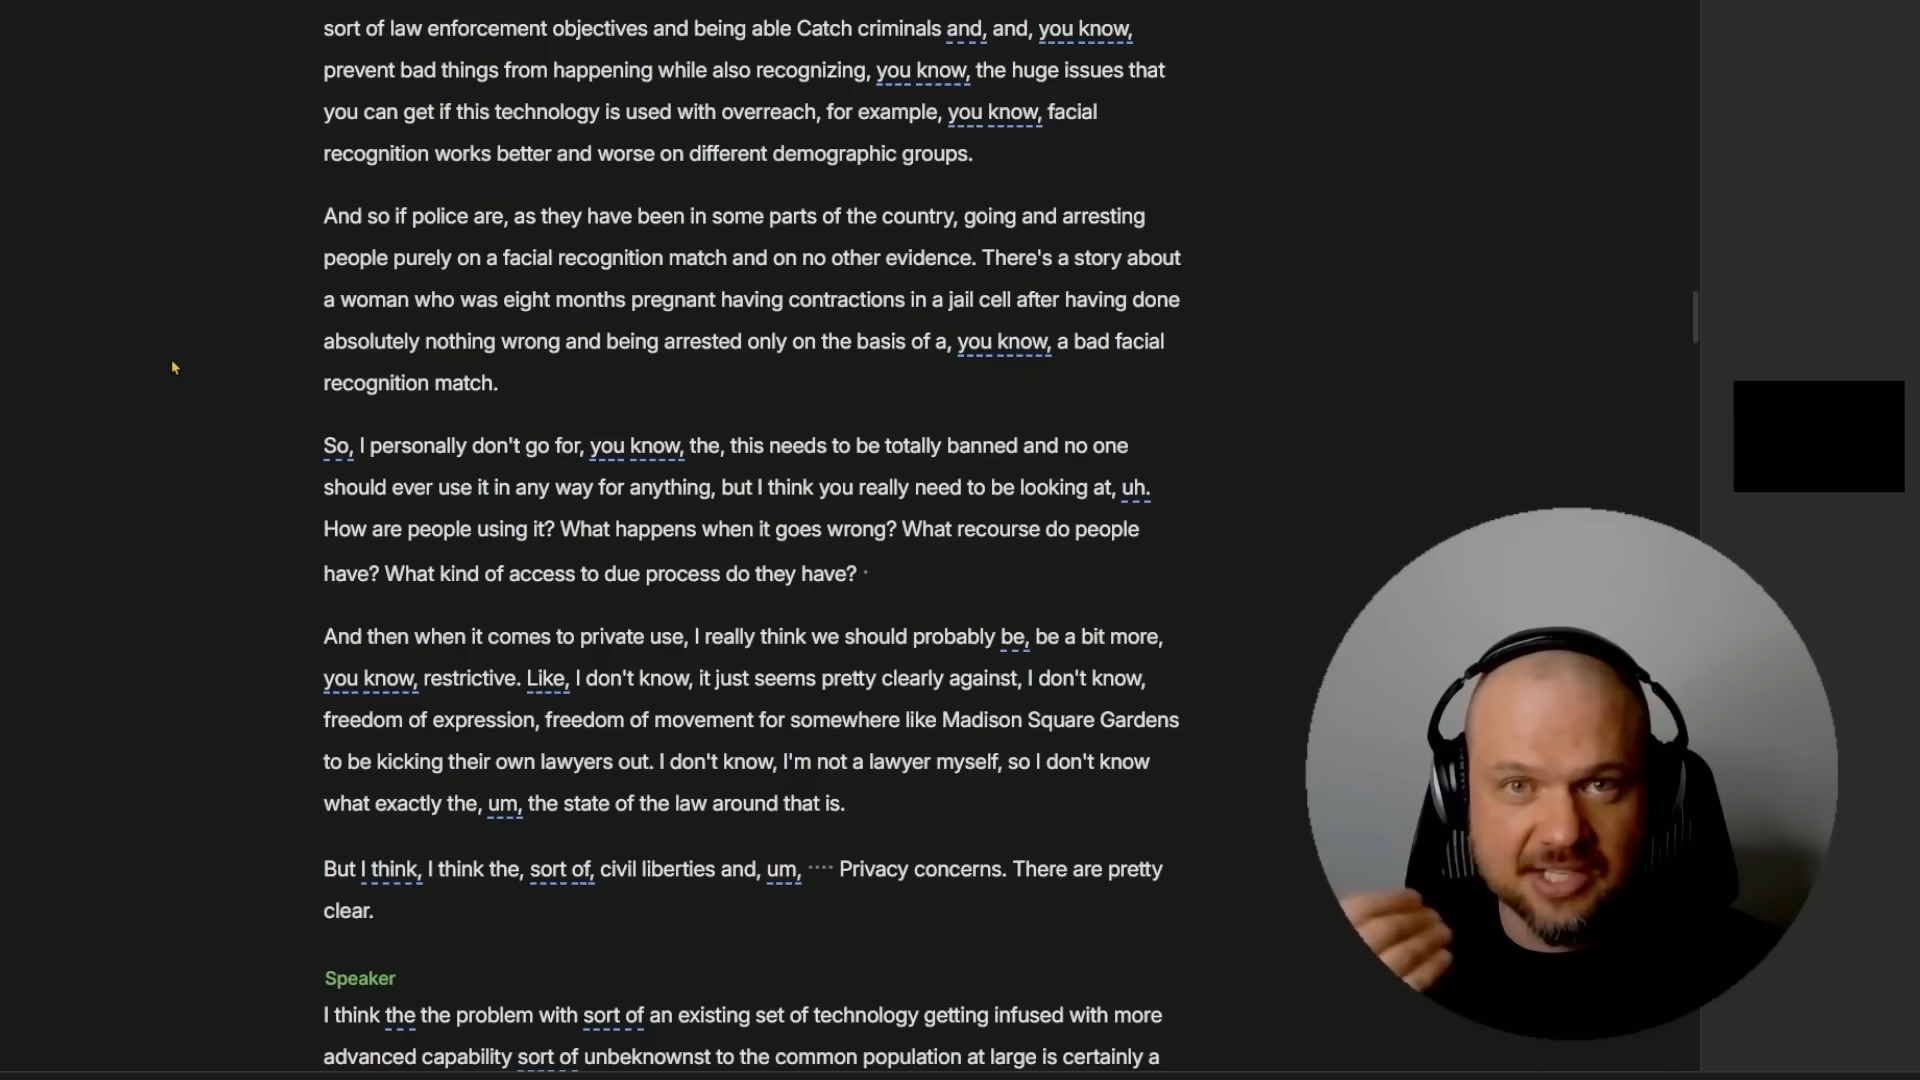 sort of law enforcement objectives and being able Catch criminals and, and, you know,
prevent bad things from happening while also recognizing, you know, the huge issues that
you can get if this technology is used with overreach, for example, you know, facial
recognition works better and worse on different demographic groups.
And so if police are, as they have been in some parts of the country, going and arresting
people purely on a facial recognition match and on no other evidence. There's a story about
a woman who was eight months pregnant having contractions in a jail cell after having done
absolutely nothing wrong and being arrested only on the basis of a, you know, a bad facial
recognition match.
So, I personally don't go for, you know, the, this needs to be totally banned and no one
should ever use it in any way for anything, but I think you really need to be looking at, uh.
How are people using it? What happens when it goes wrong? What recourse do people
have? What kind of access to due process do they have? ·
And then when it comes to private use, I really think we should probably be, be a bit more,
you know, restrictive. Like, I don't know, it just seems pretty clearly against, I don't know,
freedom of expression, freedom of movement for somewhere like Madison Square Gardens
to be kicking their own lawyers out. I don't know, I'm not a lawyer myself, so I don't know
what exactly the, um, the state of the law around that is.
But I think, I think the, sort of, civil liberties and, um, ···· Privacy concerns. There are pretty
clear.
Speaker
I think the the problem with sort of an existing set of technology getting infused with more
advanced capability sort of unbeknownst to the common population at large is certainly a